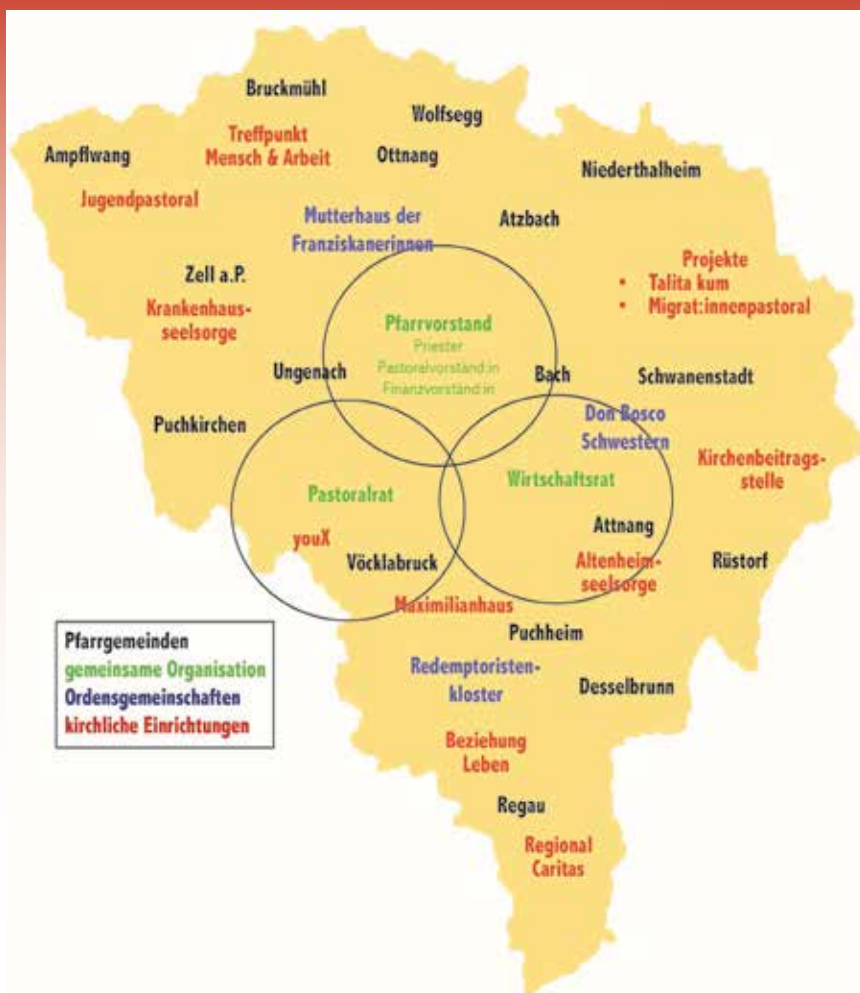 Bruckmühl
Wolfsegg
Treffpunkt
Mensch & Arbeit
Ampflwang
Ottnang
Niederthalheim
Jugendpastoral
Mutterhaus der
Franziskanerinnen
Atzbach
Zell a.P.
Projekte
• Talita kum
• Migrat:innenpastoral
Krankenhaus-
seelsorge
Pfarrvorstand
Priester
Pastoralvorständ:in
Finanzvorständ:in
Ungenach
Bach
Schwanenstadt
Puchkirchen
Don Bosco
Schwestern
Kirchenbeitrags-
stelle
Pastoralrat
Wirtschaftsrat
youX
Attnang
Vöcklabruck
Altenheim-
seelsorge
Rüstorf
Maximilianhaus
Puchheim
Pfarrgemeinden
gemeinsame Organisation
Ordensgemeinschaften
kirchliche Einrichtungen
Redemptoristen-
kloster
Desselbrunn
Beziehung
Leben
Regau
Regional
Caritas